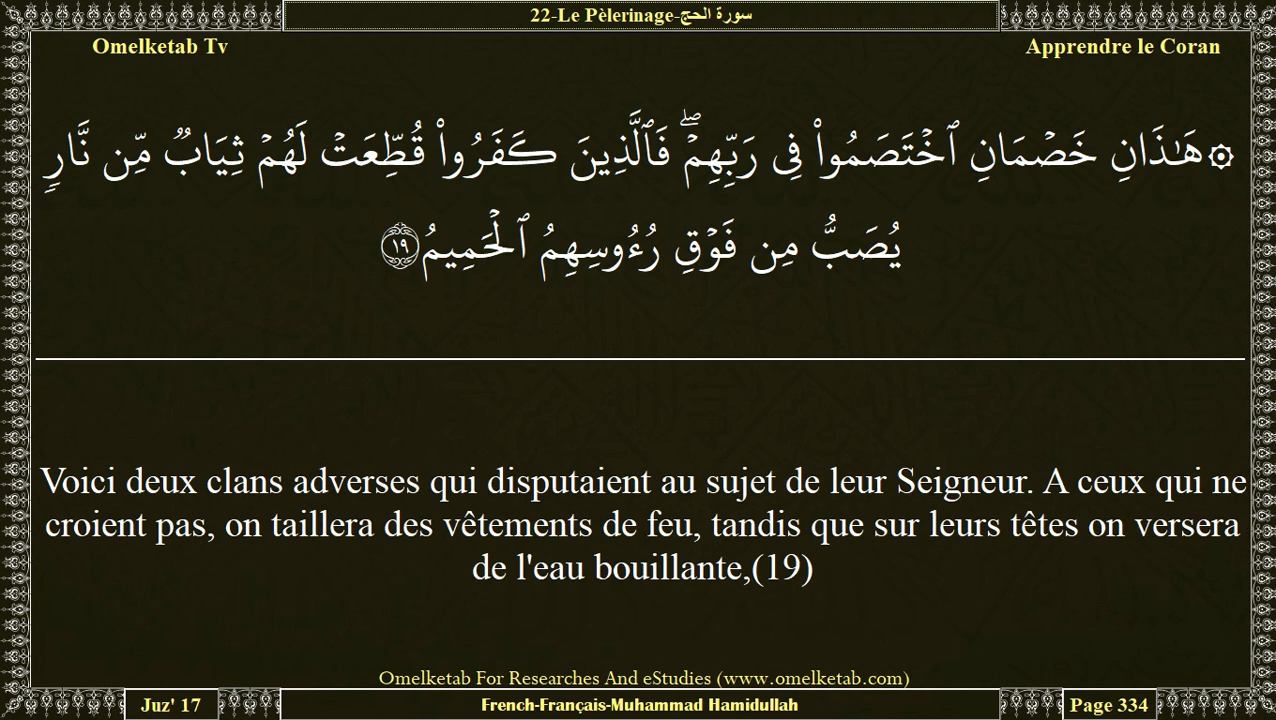 22-Le Pèlerinage-سورة الحج
Omelketab Tv
Apprendre le Coran
۞ هَـٰذَانِ خَصۡمَانِ ٱخۡتَصَمُواْ فِى رَبِّهِمۡۖ فَٱلَّذِينَ كَفَرُواْ قُطِّعَتۡ لَهُمۡ ثِيَابٌ۬ مِّن نَّارٍ۬
يُصَبُّ مِن فَوۡقِ رُءُوسِہِمُ ٱلۡحَمِيمُ ١٩
Voici deux clans adverses qui disputaient au sujet de leur Seigneur. A ceux qui ne
croient pas, on taillera des vêtements de feu, tandis que sur leurs têtes on versera
de l'eau bouillante,(19)
Omelketab For Researches And eStudies (www.omelketab.com)
Juz' 17
French-Français-Muhammad Hamidullah
Page 334